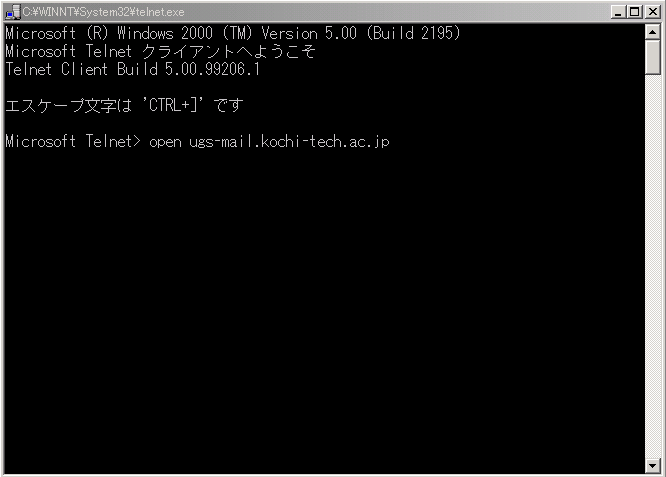 C:¥WINNT¥System32¥telnet.exe
Microsoft (R) Windows 2000 (TM) Version 5.00 (Build 2195)
Microsoft Telnet クライアントへようこそ
Telnet Client Build 5.00.99206.1
エスケープ文字は 'CTRL+]' です
Microsoft Telnet> open ugs-mail.kochi-tech.ac.jp